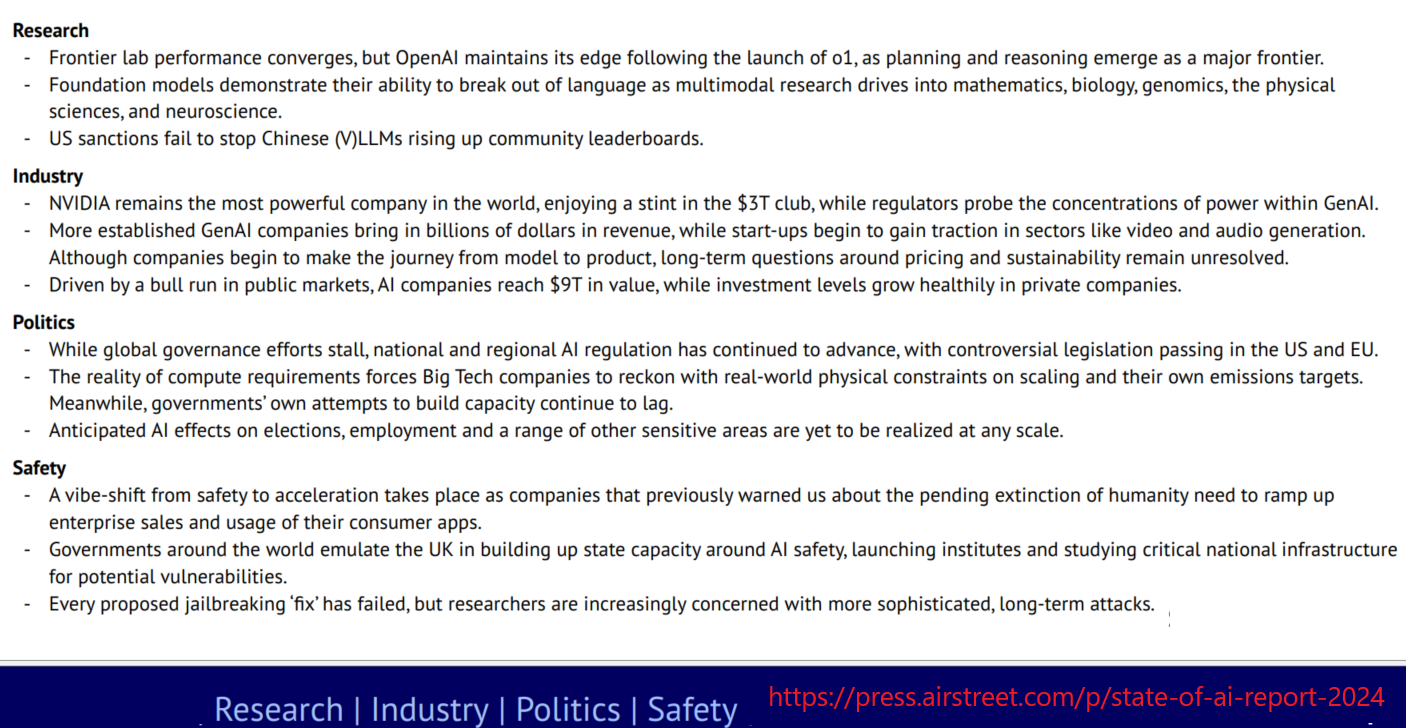 Research
- Frontier lab performance converges, but OpenAI maintains its edge following the launch of o1, as planning and reasoning emerge as a major frontier.
- Foundation models demonstrate their ability to break out of language as multimodal research drives into mathematics, biology, genomics, the physical
sciences, and neuroscience.
- US sanctions fail to stop Chinese (V)LLMs rising up community leaderboards.
Industry
- NVIDIA remains the most powerful company in the world, enjoying a stint in the $3T club, while regulators probe the concentrations of power within GenAI.
- More established GenAI companies bring in billions of dollars in revenue, while start-ups begin to gain traction in sectors like video and audio generation.
Although companies begin to make the journey from model to product, long-term questions around pricing and sustainability remain unresolved.
- Driven by a bull run in public markets, AI companies reach $9T in value, while investment levels grow healthily in private companies.
Politics
- While global governance efforts stall, national and regional AI regulation has continued to advance, with controversial legislation passing in the US and EU.
- The reality of compute requirements forces Big Tech companies to reckon with real-world physical constraints on scaling and their own emissions targets.
Meanwhile, governments’ own attempts to build capacity continue to lag.
- Anticipated AI effects on elections, employment and a range of other sensitive areas are yet to be realized at any scale.
Safety
- A vibe-shift from safety to acceleration takes place as companies that previously warned us about the pending extinction of humanity need to ramp up
enterprise sales and usage of their consumer apps.
- Governments around the world emulate the UK in building up state capacity around AI safety, launching institutes and studying critical national infrastructure
for potential vulnerabilities.
- Every proposed jailbreaking ‘fix’ has failed, but researchers are increasingly concerned with more sophisticated, long-term attacks.
Research | Industry | Politics | Safety
https://press.airstreet.com/p/state-of-ai-report-2024